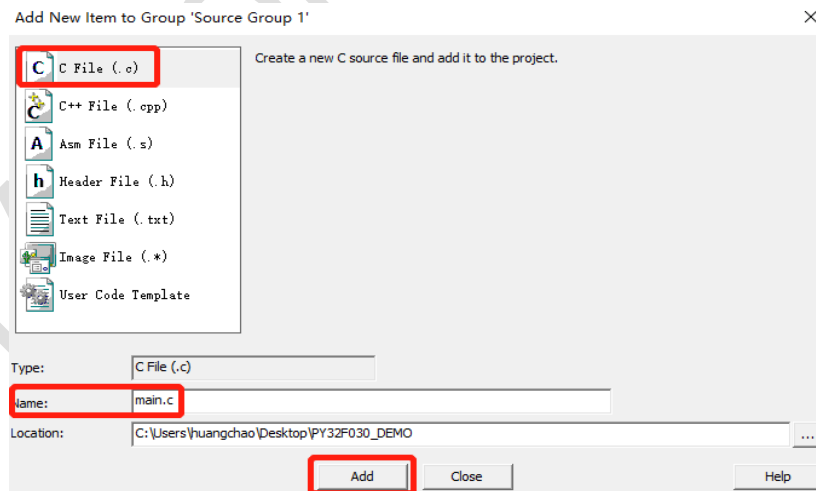 Add New Item to Group 'Source Group 1'
C File (.c)
Create a new C source file and add it to the project.
C++ File (.cpp)
Asm File (.s)
Header File (.h)
Text File (.txt)
Image File (.*)
User Code Template
Type: C File (.c)
Name: main.c
Location: C:\Users\huangchao\Desktop\PY32F030_DEMO ...
Add Close Help